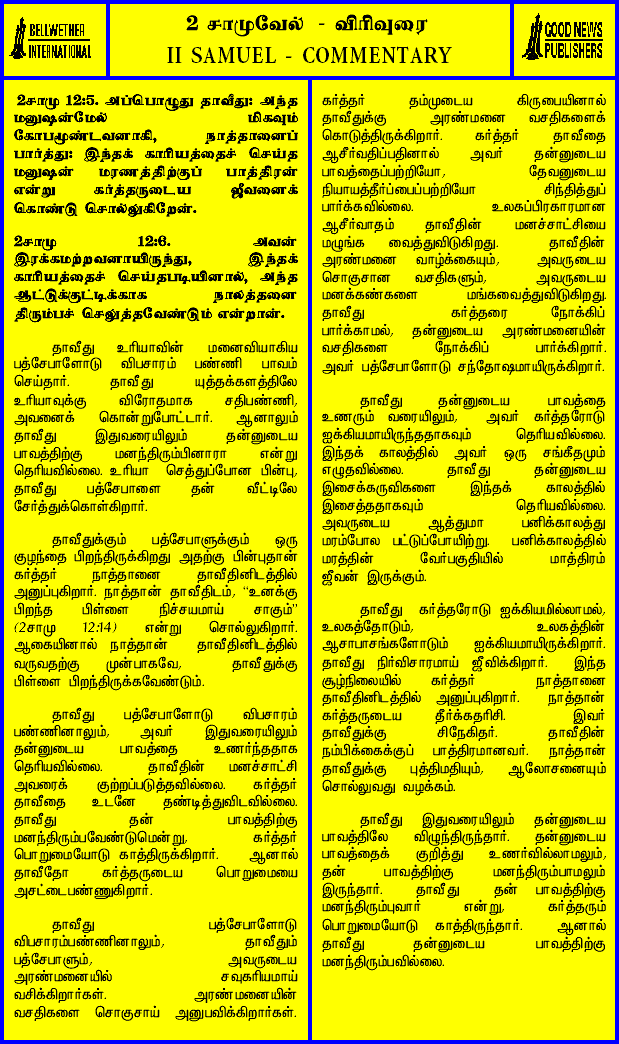 BELLWETHER
INTERNATIONAL
2 சாமுவேல் - விரிவுரை
II SAMUEL - COMMENTARY
GOOD NEWS
PUBLISHERS
2சாமு 12:5. அப்பொழுது தாவீது: அந்த
மனுஷன்மேல் மிகவும்
கோபமூண்டவனாகி, நாத்தானைப்
பார்த்து: இந்தக் காரியத்தைச் செய்த
மனுஷன் மரணத்திற்குப் பாத்திரன்
என்று கர்த்தருடைய ஜீவனைக்
கொண்டு சொல்லுகிறேன்.
2சாமு 12:6. அவன்
இரக்கமற்றவனாயிருந்து, இந்தக்
காரியத்தைச் செய்தபடியினால், அந்த
ஆட்டுக்குட்டிக்காக நாலத்தனை
திரும்பச் செலுத்தவேண்டும் என்றான்.
தாவீது உரியாவின் மனைவியாகிய
பத்சேபாளோடு விபசாரம் பண்ணி பாவம்
செய்தார். தாவீது யுத்தக்களத்திலே
உரியாவுக்கு விரோதமாக சதிபண்ணி,
அவனைக் கொன்றுபோட்டார். ஆனாலும்
தாவீது இதுவரையிலும் தன்னுடைய
பாவத்திற்கு மனந்திரும்பினாரா என்று
தெரியவில்லை. உரியா செத்துப்போன பின்பு,
தாவீது பத்சேபாளை தன் வீட்டிலே
சேர்த்துக்கொள்கிறார்.
தாவீதுக்கும் பத்சேபாளுக்கும் ஒரு
குழந்தை பிறந்திருக்கிறது அதற்கு பின்புதான்
கர்த்தர் நாத்தானை தாவீதினிடத்தில்
அனுப்புகிறார். நாத்தான் தாவீதிடம், “உனக்கு
பிறந்த பிள்ளை நிச்சயமாய் சாகும்”
(2சாமு 12:14) என்று சொல்லுகிறார்.
ஆகையினால் நாத்தான் தாவீதினிடத்தில்
வருவதற்கு முன்பாகவே, தாவீதுக்கு
பிள்ளை பிறந்திருக்கவேண்டும்.
தாவீது பத்சேபாளோடு விபசாரம்
பண்ணினாலும், அவர் இதுவரையிலும்
தன்னுடைய பாவத்தை உணர்ந்ததாக
தெரியவில்லை. தாவீதின் மனச்சாட்சி
அவரைக் குற்றப்படுத்தவில்லை. கர்த்தர்
தாவீதை உடனே தண்டித்துவிடவில்லை.
தாவீது தன் பாவத்திற்கு
மனந்திரும்பவேண்டுமென்று, கர்த்தர்
பொறுமையோடு காத்திருக்கிறார். ஆனால்
தாவீதோ கர்த்தருடைய பொறுமையை
அசட்டைபண்ணுகிறார்.
தாவீது பத்சேபாளோடு
விபசாரம்பண்ணினாலும், தாவீதும்
பத்சேபாளும், அவருடைய
அரண்மனையில் சவுகரியமாய்
வசிக்கிறார்கள். அரண்மனையின்
வசதிகளை சொகுசாய் அனுபவிக்கிறார்கள்.
கர்த்தர் தம்முடைய கிருபையினால்
தாவீதுக்கு அரண்மனை வசதிகளைக்
கொடுத்திருக்கிறார். கர்த்தர் தாவீதை
ஆசீர்வதிப்பதினால் அவர் தன்னுடைய
பாவத்தைப்பற்றியோ, தேவனுடைய
நியாயத்தீர்ப்பைப்பற்றியோ சிந்தித்துப்
பார்க்கவில்லை. உலகப்பிரகாரமான
ஆசீர்வாதம் தாவீதின் மனச்சாட்சியை
மழுங்க வைத்துவிடுகிறது. தாவீதின்
அரண்மனை வாழ்க்கையும், அவருடைய
சொகுசான வசதிகளும், அவருடைய
மனக்கண்களை மங்கவைத்துவிடுகிறது.
தாவீது கர்த்தரை நோக்கிப்
பார்க்காமல், தன்னுடைய அரண்மனையின்
வசதிகளை நோக்கிப் பார்க்கிறார்.
அவர் பத்சேபாளோடு சந்தோஷமாயிருக்கிறார்.
தாவீது தன்னுடைய பாவத்தை
உணரும் வரையிலும், அவர் கர்த்தரோடு
ஐக்கியமாயிருந்ததாகவும் தெரியவில்லை.
இந்தக் காலத்தில் அவர் ஒரு சங்கீதமும்
எழுதவில்லை. தாவீது தன்னுடைய
இசைக்கருவிகளை இந்தக் காலத்தில்
இசைத்ததாகவும் தெரியவில்லை.
அவருடைய ஆத்துமா பனிக்காலத்து
மரம்போல பட்டுப்போயிற்று. பனிக்காலத்தில்
மரத்தின் வேர்பகுதியில் மாத்திரம்
ஜீவன் இருக்கும்.
தாவீது கர்த்தரோடு ஐக்கியமில்லாமல்,
உலகத்தோடும், உலகத்தின்
ஆசாபாசங்களோடும் ஐக்கியமாயிருக்கிறார்.
தாவீது நிர்விசாரமாய் ஜீவிக்கிறார். இந்த
சூழ்நிலையில் கர்த்தர் நாத்தானை
தாவீதினிடத்தில் அனுப்புகிறார். நாத்தான்
கர்த்தருடைய தீர்க்கதரிசி. இவர்
தாவீதுக்கு சிநேகிதர். தாவீதின்
நம்பிக்கைக்குப் பாத்திரமானவர். நாத்தான்
தாவீதுக்கு புத்திமதியும், ஆலோசனையும்
சொல்லுவது வழக்கம்.
தாவீது இதுவரையிலும் தன்னுடைய
பாவத்திலே விழுந்திருந்தார். தன்னுடைய
பாவத்தைக் குறித்து உணர்வில்லாமலும்,
தன் பாவத்திற்கு மனந்திரும்பாமலும்
இருந்தார். தாவீது தன் பாவத்திற்கு
மனந்திரும்புவார் என்று, கர்த்தரும்
பொறுமையோடு காத்திருந்தார். ஆனால்
தாவீது தன்னுடைய பாவத்திற்கு
மனந்திரும்பவில்லை.